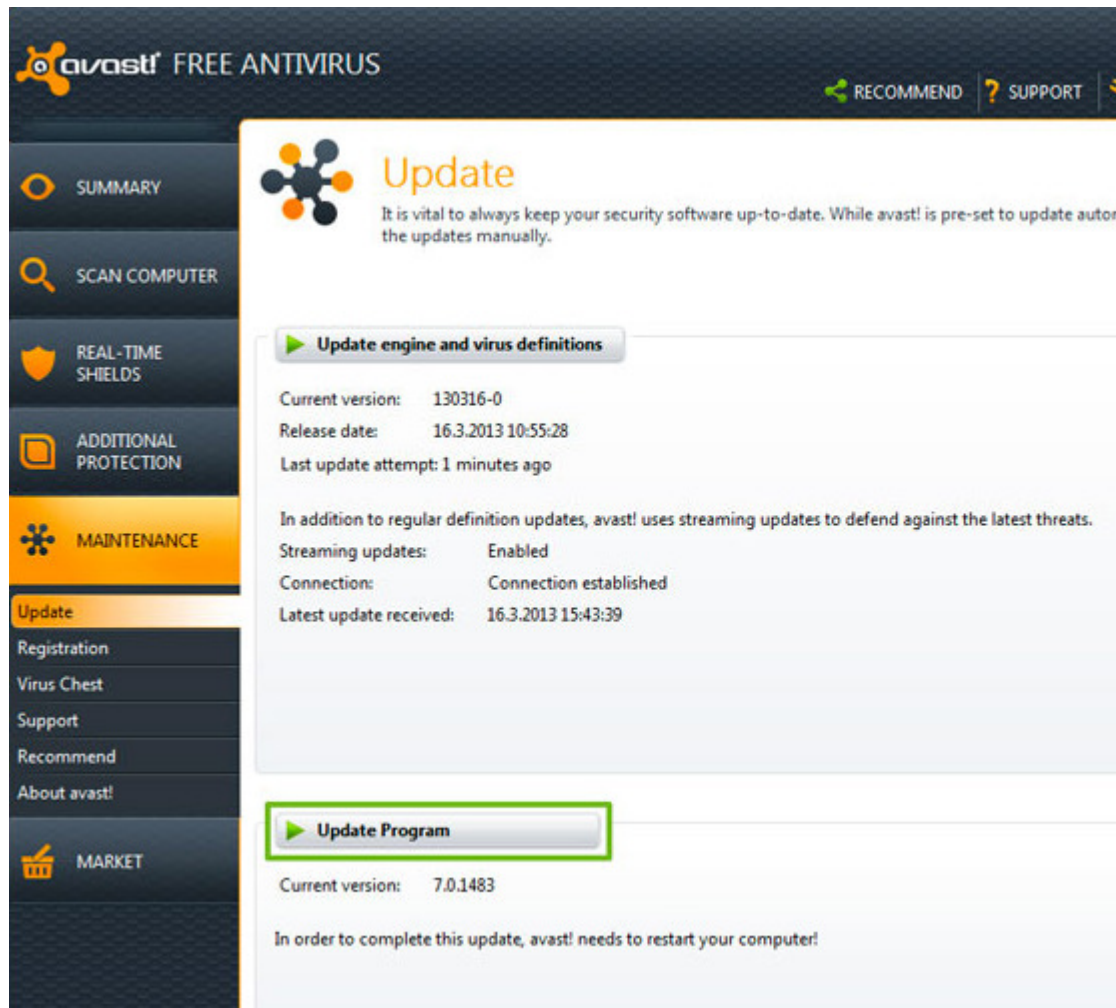 avast! FREE ANTIVIRUS
RECOMMEND
? SUPPORT
SUMMARY
SCAN COMPUTER
REAL-TIME
SHIELDS
ADDITIONAL
PROTECTION
MAINTENANCE
Update
Registration
Virus Chest
Support
Recommend
About avast!
MARKET
Update
It is vital to always keep your security software up-to-date. While avast! is pre-set to update
the updates manually.
Update engine and virus definitions
Current version: 130316-0
Release date: 16.3.2013 10:55:28
Last update attempt: 1 minutes ago
In addition to regular definition updates, avast! uses streaming updates to defend against the latest threats.
Streaming updates: Enabled
Connection: Connection established
Latest update received: 16.3.2013 15:43:39
Update Program
Current version: 7.0.1483
In order to complete this update, avast! needs to restart your computer!